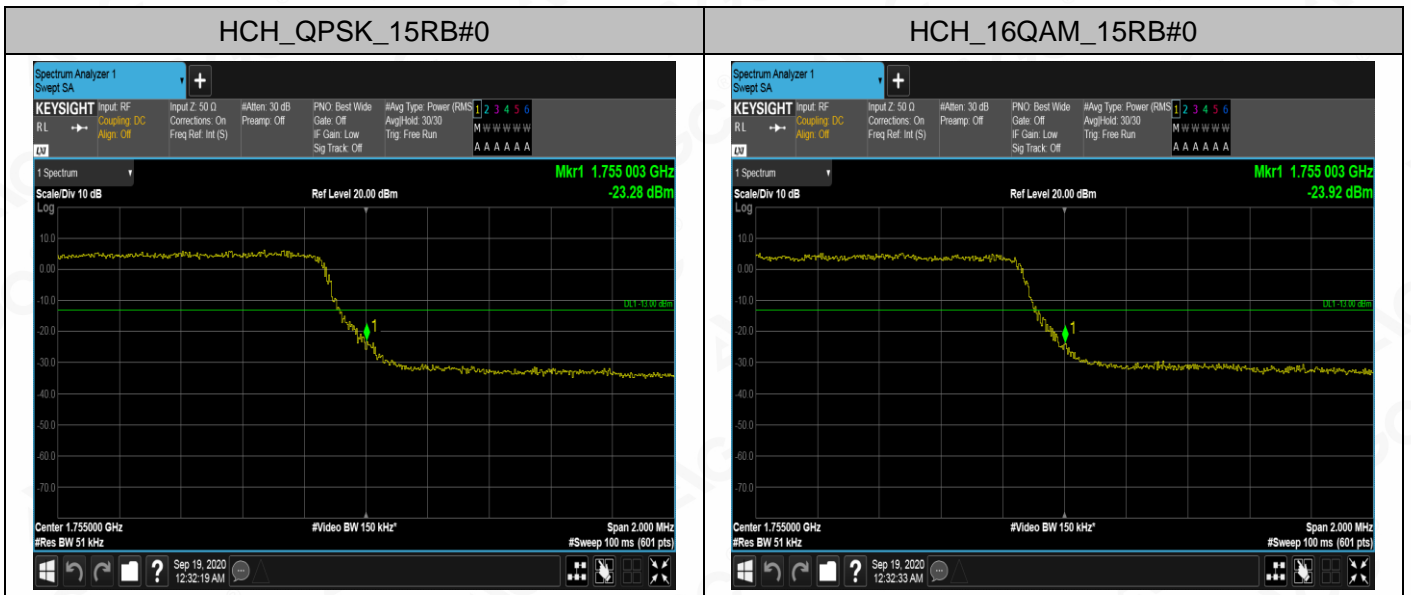 HCH_QPSK_15RB#0
Spectrum Analyzer 1
Swept SA
+
KEYSIGHT Input: RF Input Z: 50 Ω #Atten: 30 dB PNO: Best Wide #Avg Type: Power (RMS 1 2 3 4 5 6
RL Coupling: DC Corrections: On Preamp: Off Gate: Off Avg|Hold: 30/30 M W W W W W
Align: Off Freq Ref: Int (S) IF Gain: Low Trig: Free Run
LXI Sig Track: Off A A A A A A
1 Spectrum
Mkr1 1.755 003 GHz
Scale/Div 10 dB Ref Level 20.00 dBm -23.28 dBm
Log
10.0
0.00
-10.0
DL1 -13.00 dBm
-20.0
1
-30.0
-40.0
-50.0
-60.0
-70.0
Center 1.755000 GHz #Video BW 150 kHz* Span 2.000 MHz
#Res BW 51 kHz #Sweep 100 ms (601 pts)
? Sep 19, 2020
12:32:19 AM
HCH_16QAM_15RB#0
Spectrum Analyzer 1
Swept SA
+
KEYSIGHT Input: RF Input Z: 50 Ω #Atten: 30 dB PNO: Best Wide #Avg Type: Power (RMS 1 2 3 4 5 6
RL Coupling: DC Corrections: On Preamp: Off Gate: Off Avg|Hold: 30/30 M W W W W W
Align: Off Freq Ref: Int (S) IF Gain: Low Trig: Free Run
LXI Sig Track: Off A A A A A A
1 Spectrum
Mkr1 1.755 003 GHz
Scale/Div 10 dB Ref Level 20.00 dBm -23.92 dBm
Log
10.0
0.00
-10.0
DL1 -13.00 dBm
-20.0
1
-30.0
-40.0
-50.0
-60.0
-70.0
Center 1.755000 GHz #Video BW 150 kHz* Span 2.000 MHz
#Res BW 51 kHz #Sweep 100 ms (601 pts)
? Sep 19, 2020
12:32:33 AM